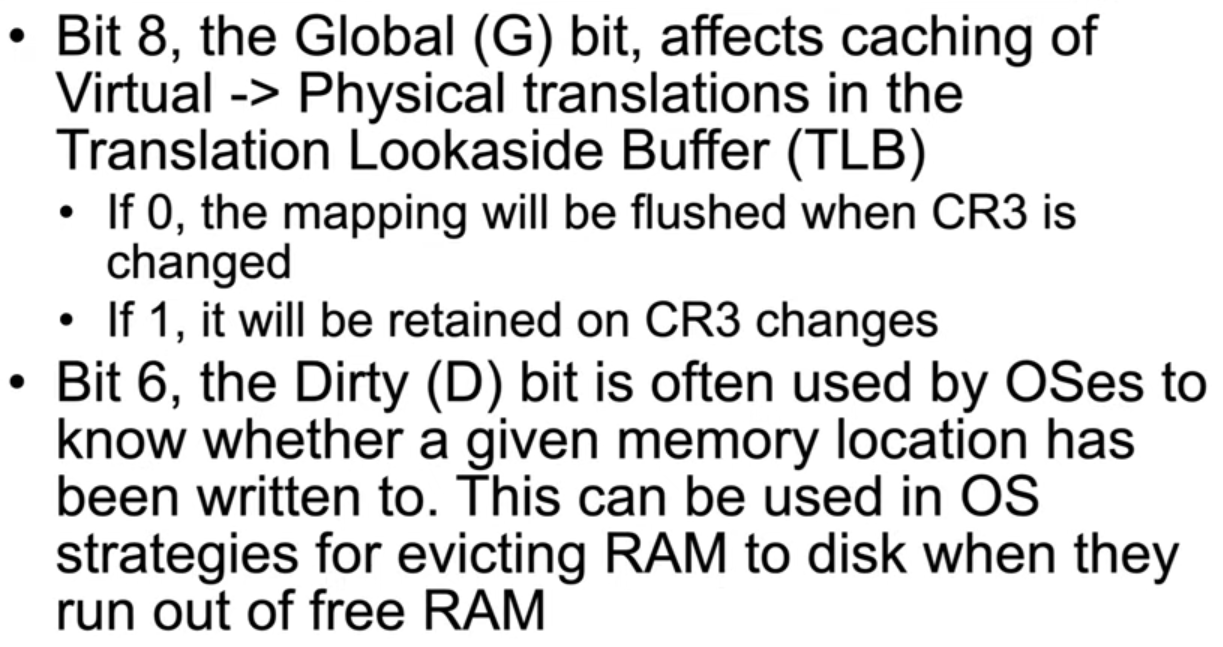 • Bit 8, the Global (G) bit, affects caching of
Virtual -> Physical translations in the
Translation Lookaside Buffer (TLB)
• If 0, the mapping will be flushed when CR3 is
changed
• If 1, it will be retained on CR3 changes
• Bit 6, the Dirty (D) bit is often used by OSes to
know whether a given memory location has
been written to. This can be used in OS
strategies for evicting RAM to disk when they
run out of free RAM